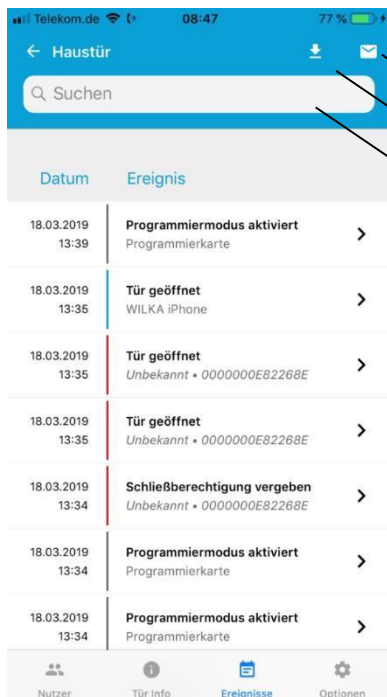 Telekom.de 08:47 77 %
Haustür
Suchen
Datum Ereignis
18.03.2019 Programmiermodus aktiviert
13:39 Programmierkarte
18.03.2019 Tür geöffnet
13:35 WILKA iPhone
18.03.2019 Tür geöffnet
13:35 Unbekannt • 0000000E82268E
18.03.2019 Tür geöffnet
13:35 Unbekannt • 0000000E82268E
18.03.2019 Schließberechtigung vergeben
13:34 Unbekannt • 0000000E82268E
18.03.2019 Programmiermodus aktiviert
13:34 Programmierkarte
18.03.2019 Programmiermodus aktiviert
13:34 Programmierkarte
Nutzer Tür Info Ereignisse Optionen